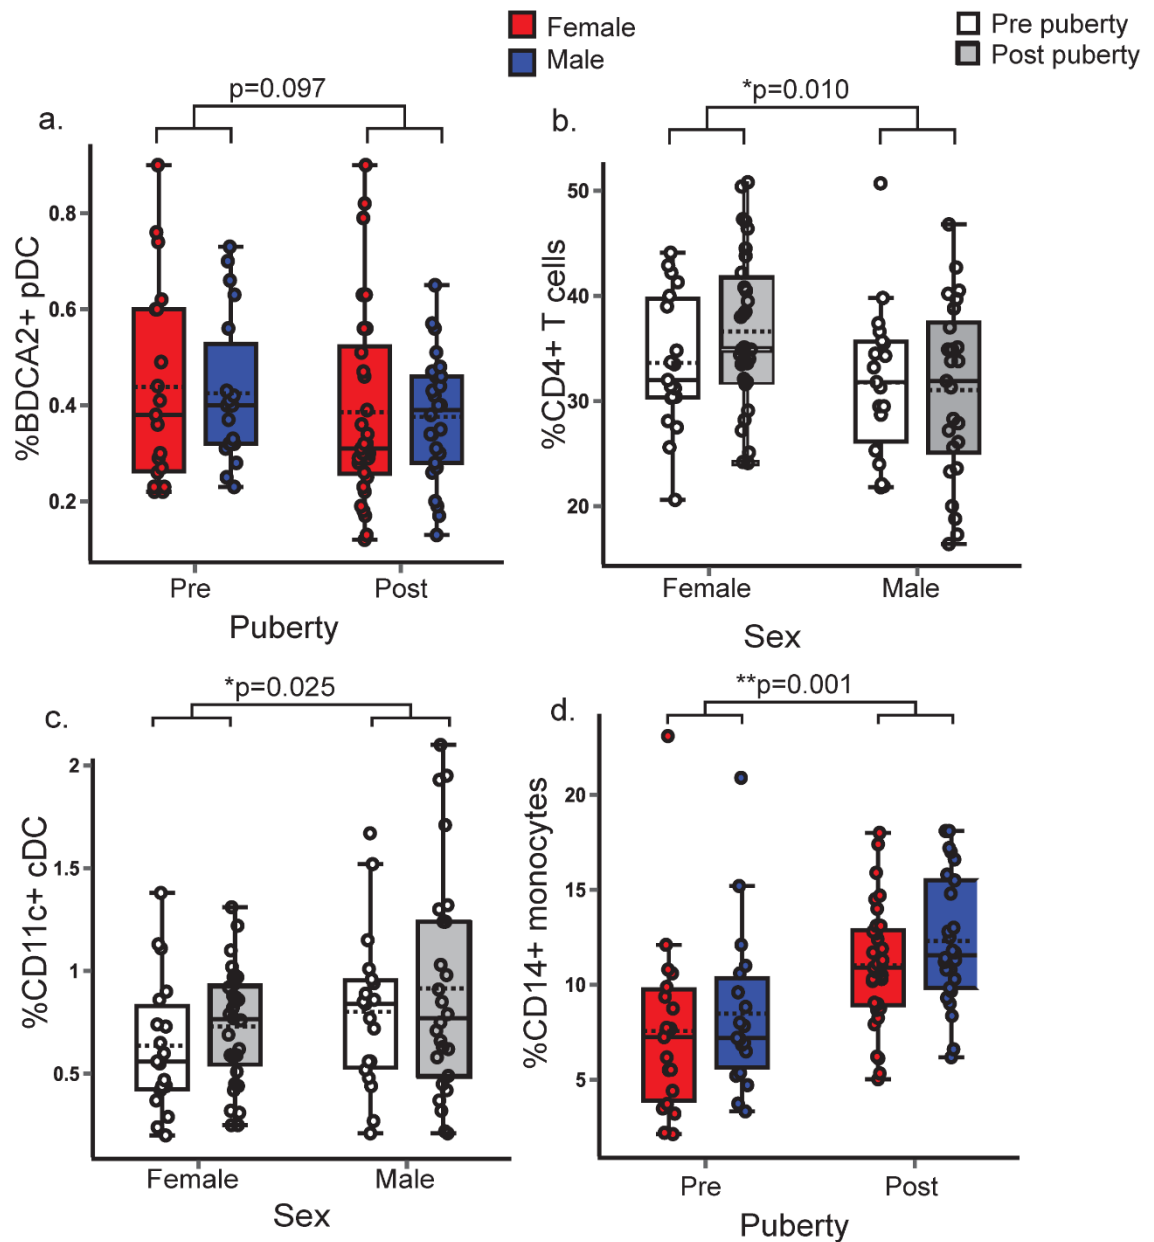 Female
Male
Pre puberty
Post puberty
a.
p=0.097
%BDCA2+ pDC
0.8
0.6
0.4
0.2
Pre
Post
Puberty
b.
*p=0.010
%CD4+ T cells
50
40
30
20
Female
Male
Sex
c.
*p=0.025
%CD11c+ cDC
2
1.5
1
0.5
Female
Male
Sex
d.
**p=0.001
%CD14+ monocytes
20
15
10
5
Pre
Post
Puberty